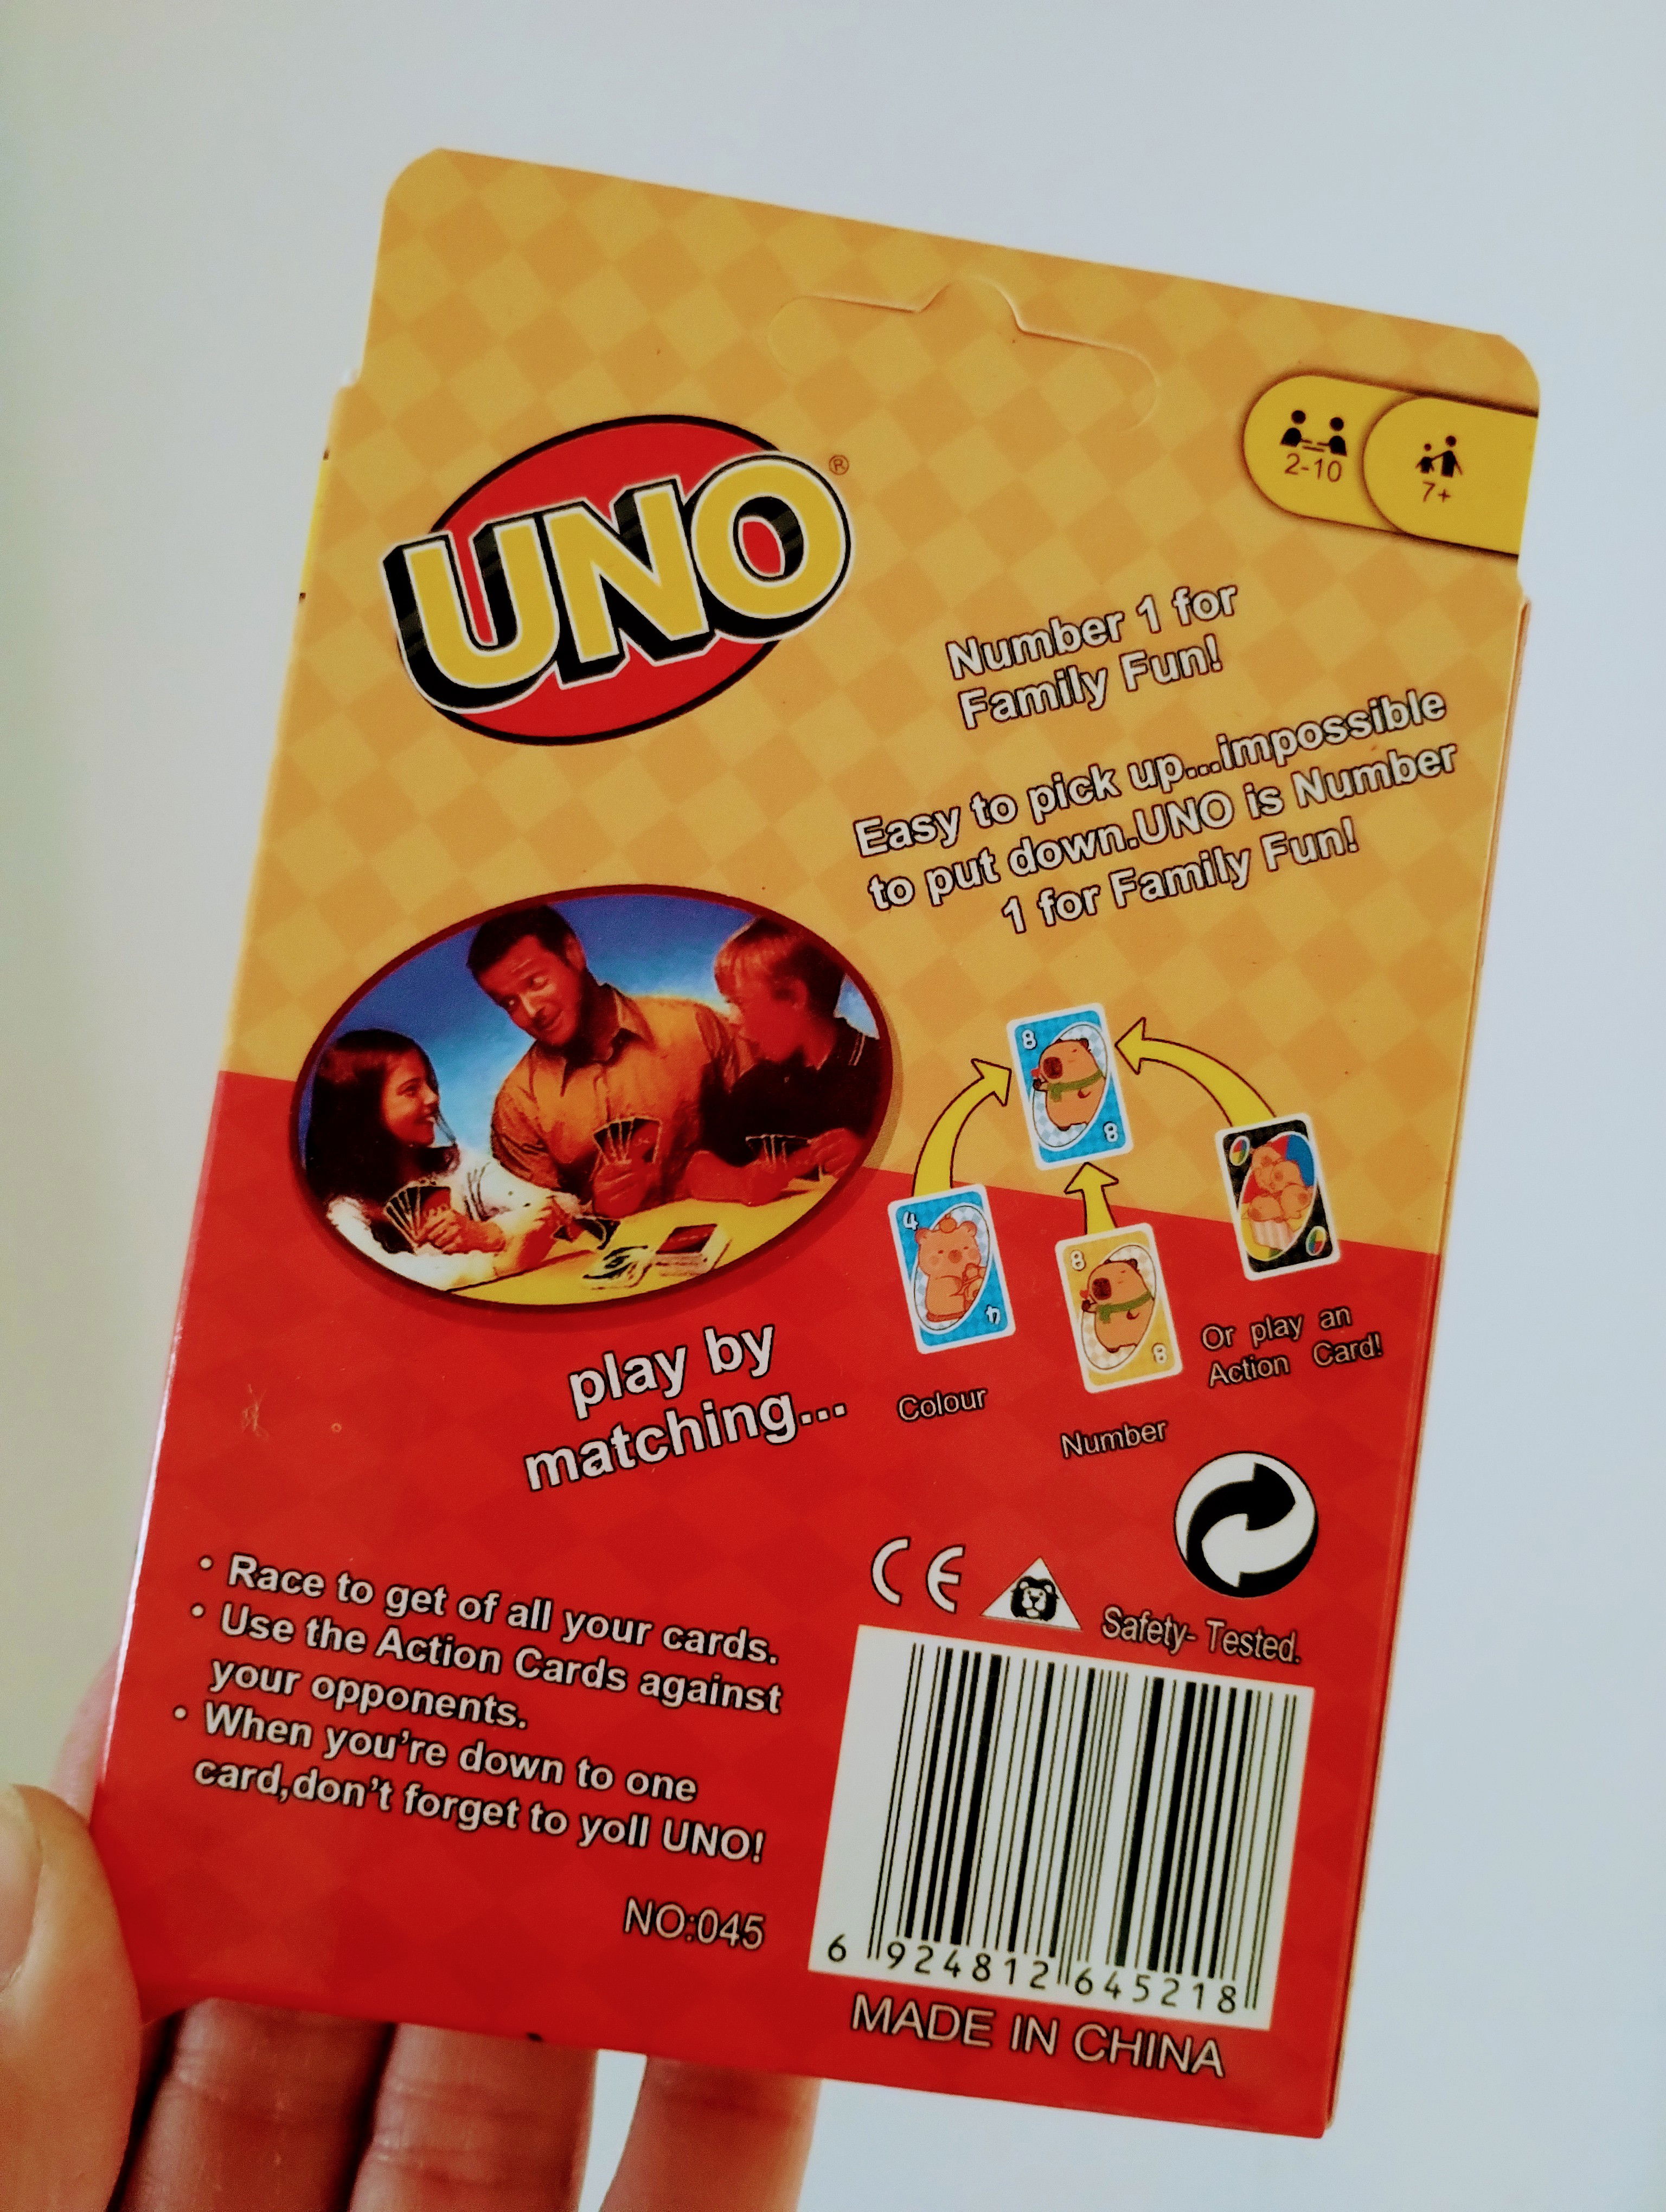 UNO®
2-10
7+
Number 1 for
Family Fun!
Easy to pick up...impossible
to put down.UNO is Number
1 for Family Fun!
8
8
4
4
8
8
Colour
Number
Or play an
Action Card!
play by
matching...
• Race to get of all your cards.
• Use the Action Cards against
your opponents.
• When you're down to one
card,don't forget to yoll UNO!
NO:045
CE
Safety- Tested.
6 924812 645218
MADE IN CHINA